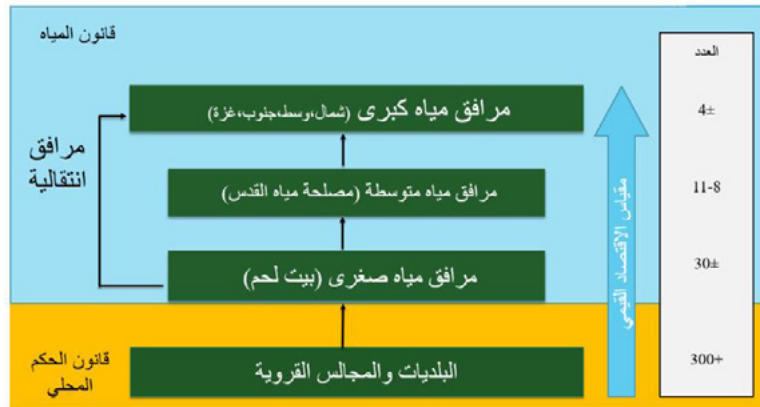 قانون المياه
العدد
مرافق مياه كبرى (شمال،وسط،جنوب،غزة)
4±
مرافق
انتقالية
مرافق مياه متوسطة (مصلحة مياه القدس)
11-8
مقياس الاقتصاد القيمي
مرافق مياه صغرى (بيت لحم)
30±
قانون الحكم
المحلي
البلديات والمجالس القروية
300+